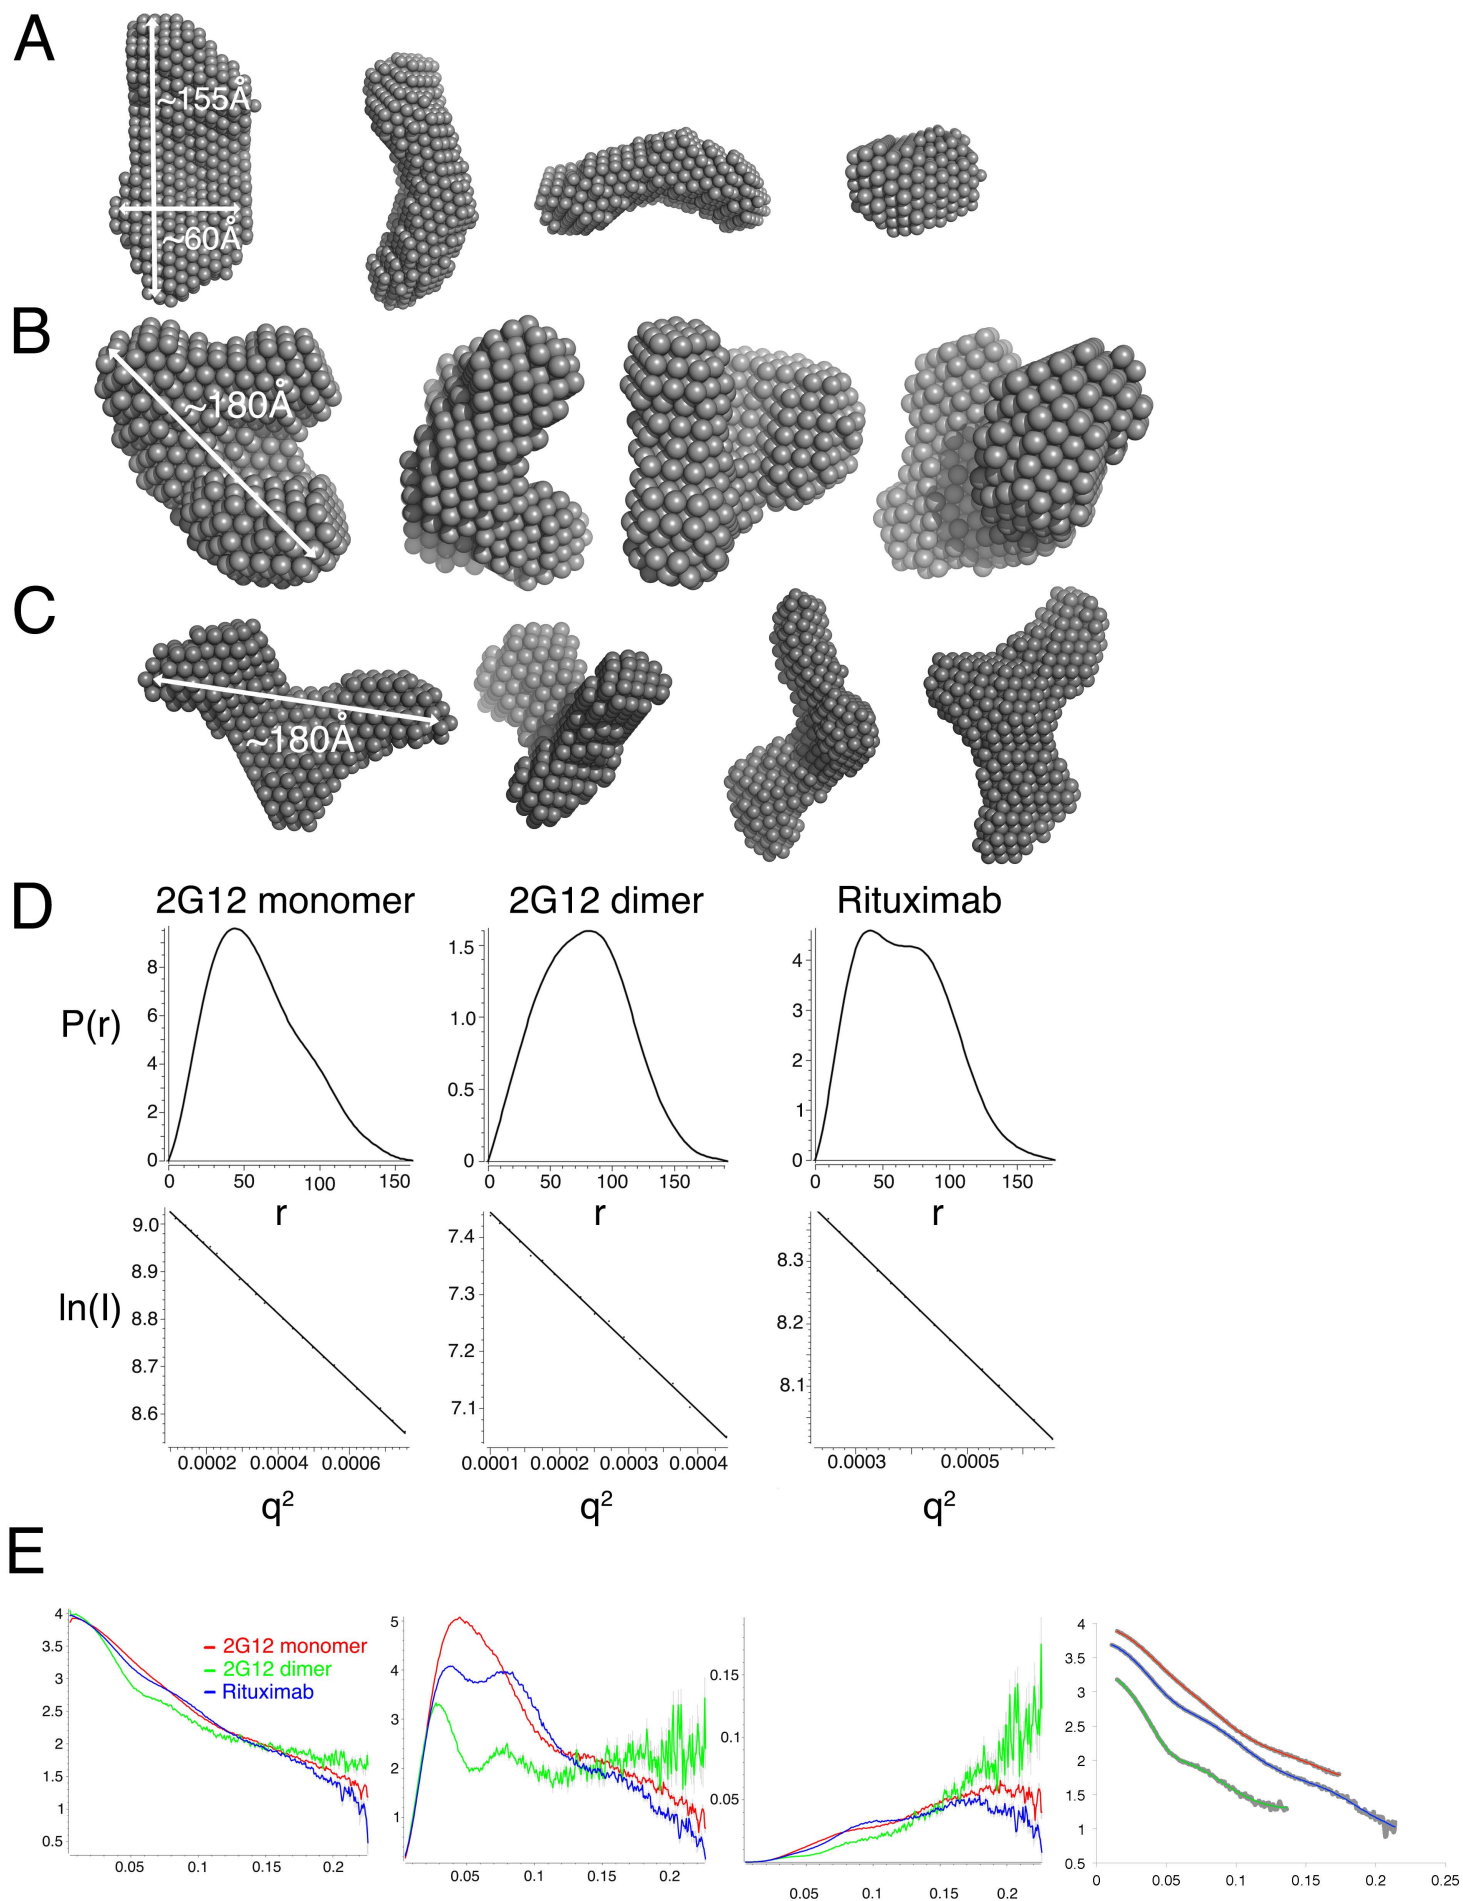 A
~155Å
~60Å
B
~180Å
C
~180Å
D
2G12 monomer 2G12 dimer Rituximab
P(r)
8
6
4
2
0
0 50 100 150
r
1.5
1.0
0.5
0
0 50 100 150
r
4
3
2
1
0
0 50 100 150
r
ln(I)
9.0
8.9
8.8
8.7
8.6
0.0002 0.0004 0.0006
q²
7.4
7.3
7.2
7.1
0.0001 0.0002 0.0003 0.0004
q²
8.3
8.2
8.1
0.0003 0.0005
q²
E
4
3.5
3
2.5
2
1.5
1
0.5
0.05 0.1 0.15 0.2
2G12 monomer
2G12 dimer
Rituximab
5
4
3
2
1
0.05 0.1 0.15 0.2
0.15
0.1
0.05
0.05 0.1 0.15 0.2
4
3.5
3
2.5
2
1.5
1
0.5
0 0.05 0.1 0.15 0.2 0.25